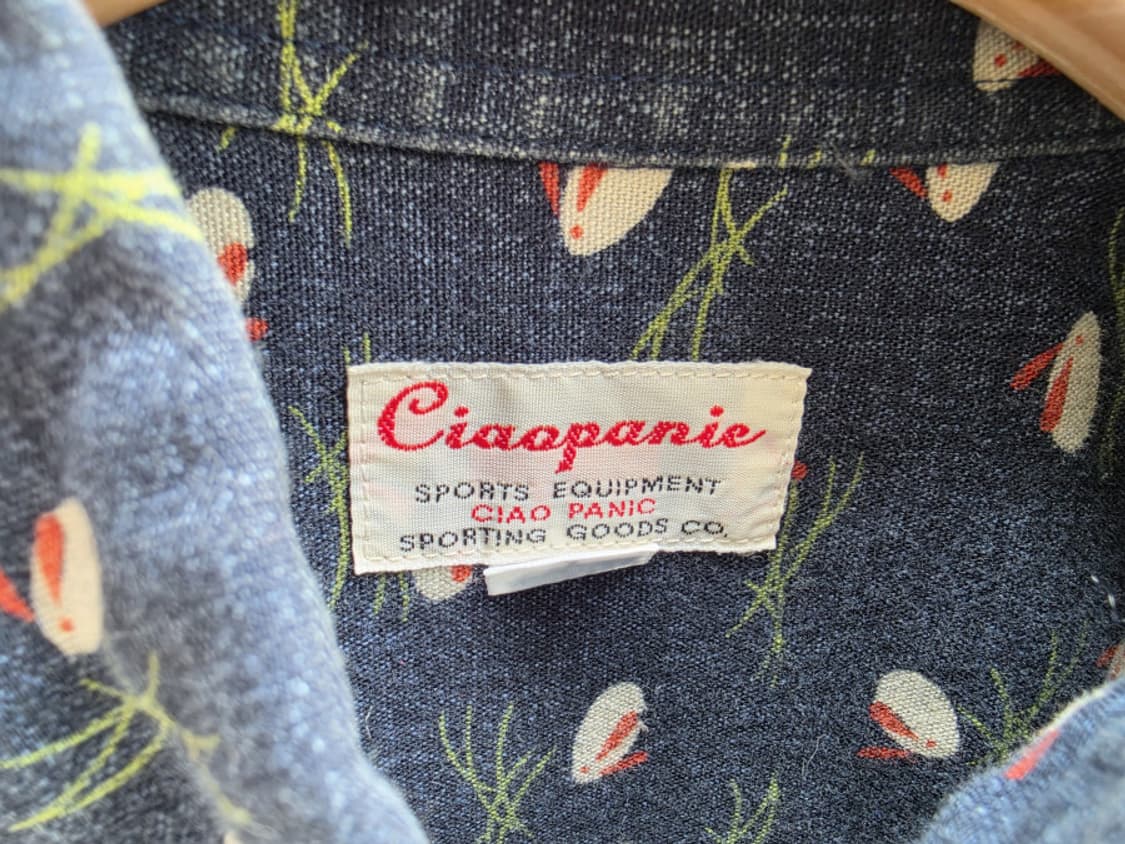 Ciaopanic
SPORTS EQUIPMENT
CIAO PANIC
SPORTING GOODS CO.